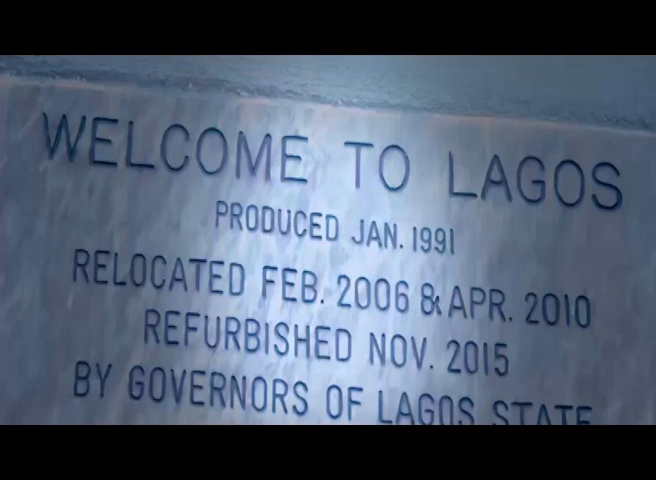 WELCOME TO LAGOS
PRODUCED JAN. 1991
RELOCATED FEB. 2006 & APR. 2010
REFURBISHED NOV. 2015
BY GOVERNORS OF LAGOS STATE